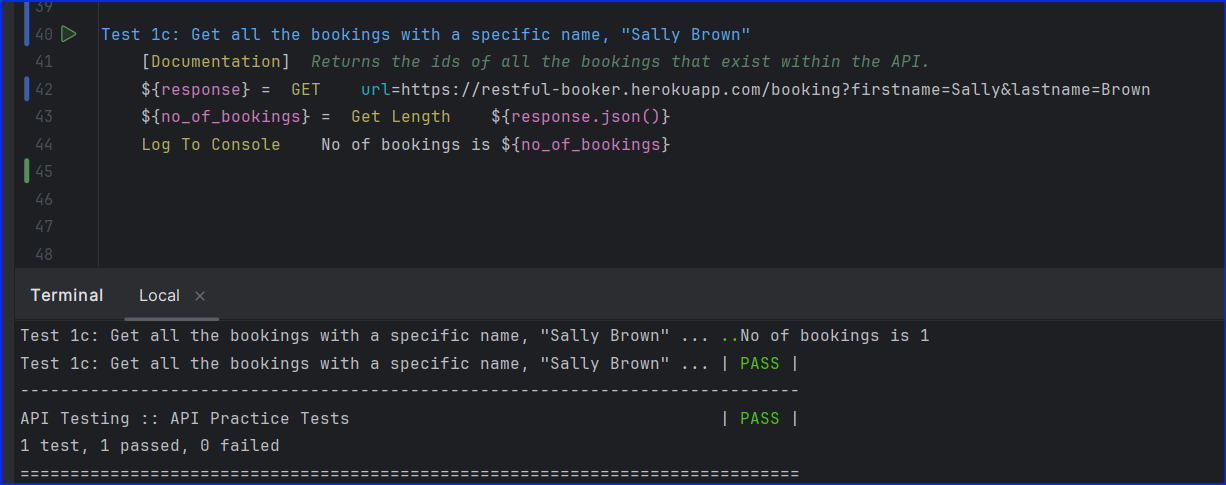 39
40 Test 1c: Get all the bookings with a specific name, "Sally Brown"
41 [Documentation] Returns the ids of all the bookings that exist within the API.
42 ${response} = GET url=https://restful-booker.herokuapp.com/booking?firstname=Sally&lastname=Brown
43 ${no_of_bookings} = Get Length ${response.json()}
44 Log To Console No of bookings is ${no_of_bookings}
45
46
47
48
Terminal Local ×
Test 1c: Get all the bookings with a specific name, "Sally Brown" ... ..No of bookings is 1
Test 1c: Get all the bookings with a specific name, "Sally Brown" ... | PASS |
------------------------------------------------------------------------------
API Testing :: API Practice Tests | PASS |
1 test, 1 passed, 0 failed
==============================================================================